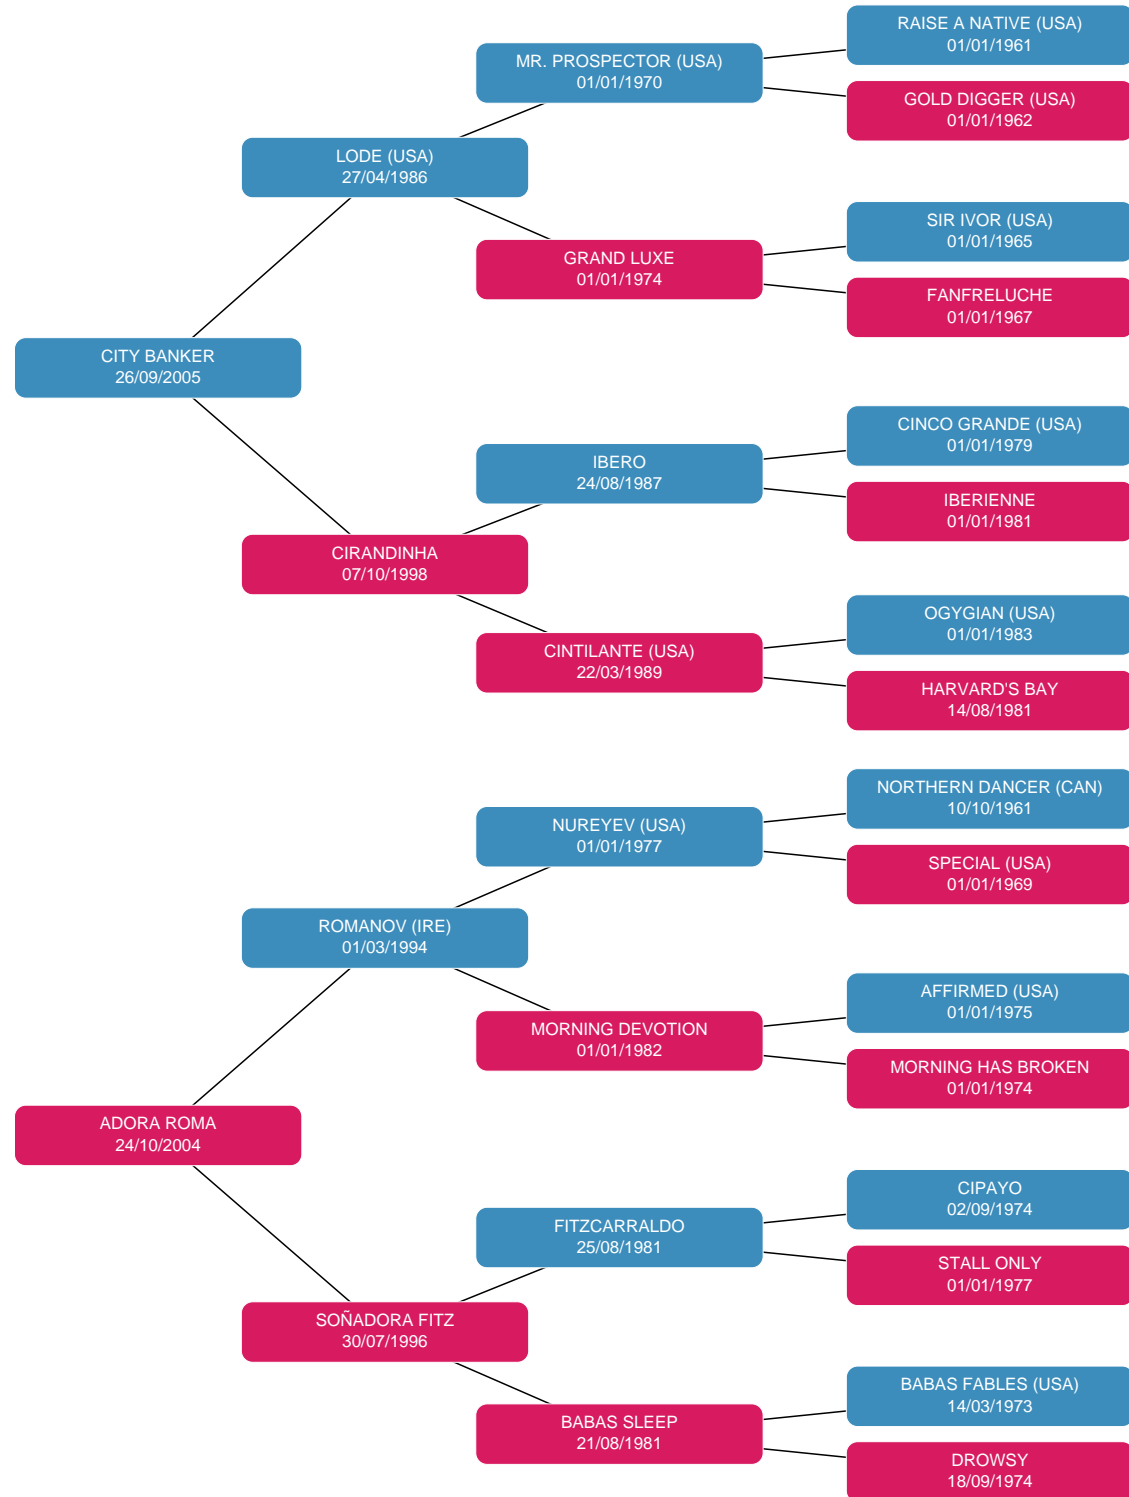 RAISE A NATIVE (USA)
01/01/1961
MR. PROSPECTOR (USA)
01/01/1970
GOLD DIGGER (USA)
01/01/1962
LODE (USA)
27/04/1986
SIR IVOR (USA)
01/01/1965
GRAND LUXE
01/01/1974
FANFRELUCHE
01/01/1967
CITY BANKER
26/09/2005
CINCO GRANDE (USA)
01/01/1979
IBERO
24/08/1987
IBERIENNE
01/01/1981
CIRANDINHA
07/10/1998
OGYGIAN (USA)
01/01/1983
CINTILANTE (USA)
22/03/1989
HARVARD'S BAY
14/08/1981
NORTHERN DANCER (CAN)
10/10/1961
NUREYEV (USA)
01/01/1977
SPECIAL (USA)
01/01/1969
ROMANOV (IRE)
01/03/1994
AFFIRMED (USA)
01/01/1975
MORNING DEVOTION
01/01/1982
MORNING HAS BROKEN
01/01/1974
ADORA ROMA
24/10/2004
CIPAYO
02/09/1974
FITZCARRALDO
25/08/1981
STALL ONLY
01/01/1977
SOÑADORA FITZ
30/07/1996
BABAS FABLES (USA)
14/03/1973
BABAS SLEEP
21/08/1981
DROWSY
18/09/1974